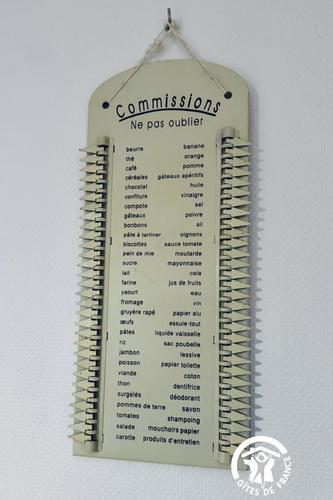 Commissions
Ne pas oublier
beurre banane
thé orange
café pomme
céréales gâteaux apéritifs
chocolat huile
confiture vinaigre
compote sel
gâteaux poivre
bonbons ail
pâte à tartiner oignons
biscottes sauce tomate
pain de mie moutarde
sucre mayonnaise
lait cola
farine jus de fruits
yaourt eau
fromage vin
gruyère rapé papier alu
œufs essuie-tout
pâtes liquide vaisselle
riz sac poubelle
jambon lessive
poisson papier toilette
viande coton
thon dentifrice
surgelés déodorant
pommes de terre savon
tomates shampoing
salade mouchoirs papier
carotte produits d'entretien
GÎTES DE FRANCE